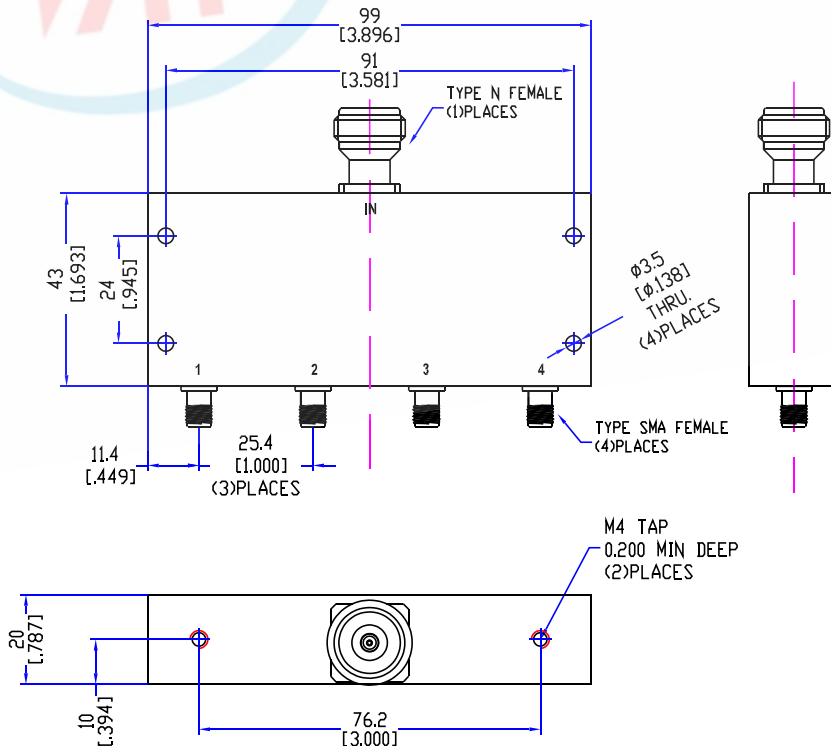 99
[3.896]
91
[3.581]
TYPE N FEMALE
(1)PLACES
IN
43
[1.693]
24
[.945]
ø3.5
[ø.138]
THRU.
(4)PLACES
1
2
3
4
11.4
[.449]
25.4
[1.000]
(3)PLACES
TYPE SMA FEMALE
(4)PLACES
M4 TAP
0.200 MIN DEEP
(2)PLACES
20
[.787]
10
[.394]
76.2
[3.000]